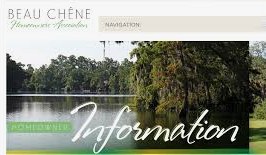 BEAU CHÊNE
Homeowners Association
NAVIGATION
HOMEOWNER
Information